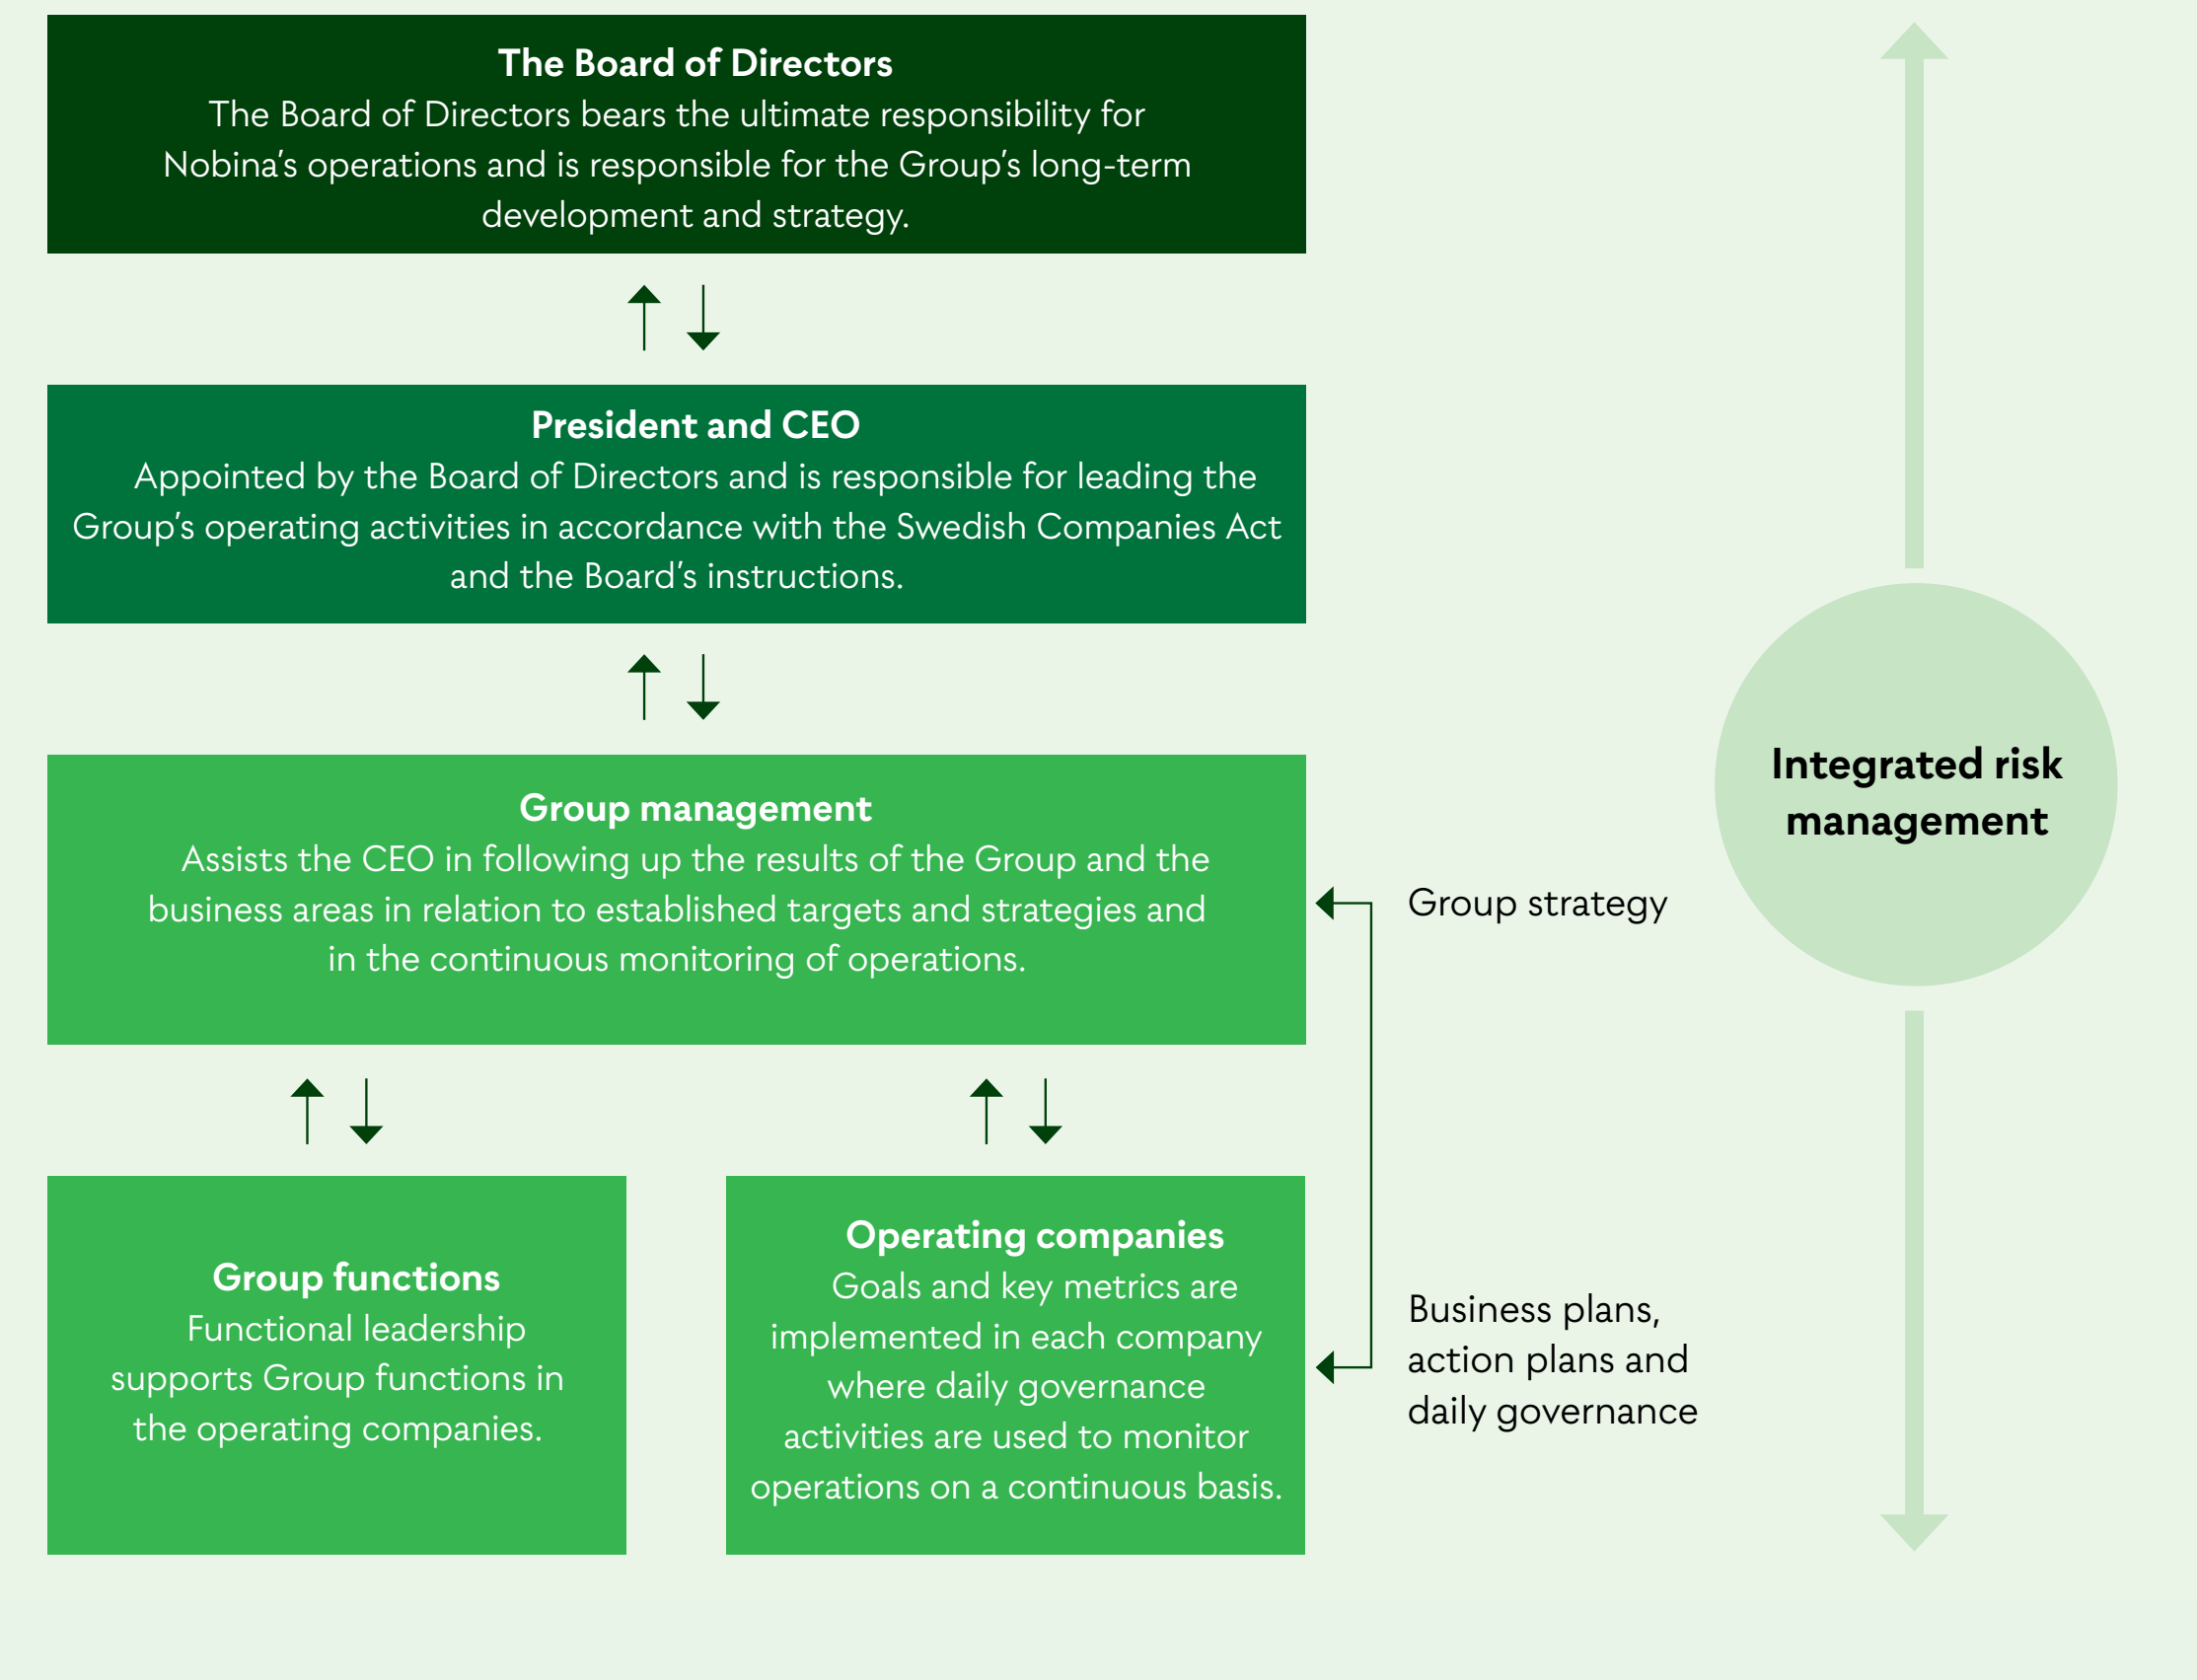 The Board of Directors
The Board of Directors bears the ultimate responsibility for
Nobina’s operations and is responsible for the Group’s long-term
development and strategy.
President and CEO
Appointed by the Board of Directors and is responsible for leading the
Group’s operating activities in accordance with the Swedish Companies Act
and the Board’s instructions.
Group management
Assists the CEO in following up the results of the Group and the
business areas in relation to established targets and strategies and
in the continuous monitoring of operations.
Group strategy
Integrated risk
management
Group functions
Functional leadership
supports Group functions in
the operating companies.
Operating companies
Goals and key metrics are
implemented in each company
where daily governance
activities are used to monitor
operations on a continuous basis.
Business plans,
action plans and
daily governance